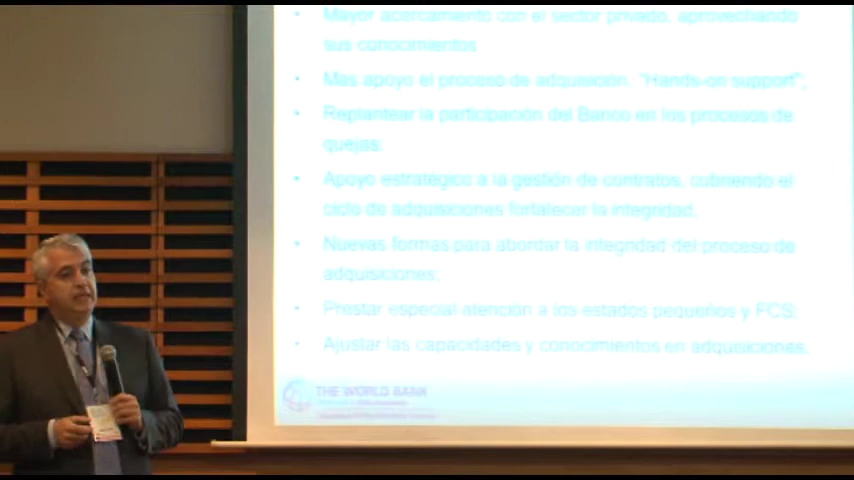 Mayor acercamiento con el sector privado, aprovechando
sus conocimientos
Mas apoyo el proceso de adquisición. "Hands-on support";
Replantear la participación del Banco en los procesos de
quejas;
Apoyo estratégico a la gestión de contratos, cubriendo el
ciclo de adquisiciones fortalecer la integridad;
Nuevas formas para abordar la integridad del proceso de
adquisiciones;
Prestar especial atención a los estados pequeños y FCS;
Ajustar las capacidades y conocimientos en adquisiciones.
THE WORLD BANK